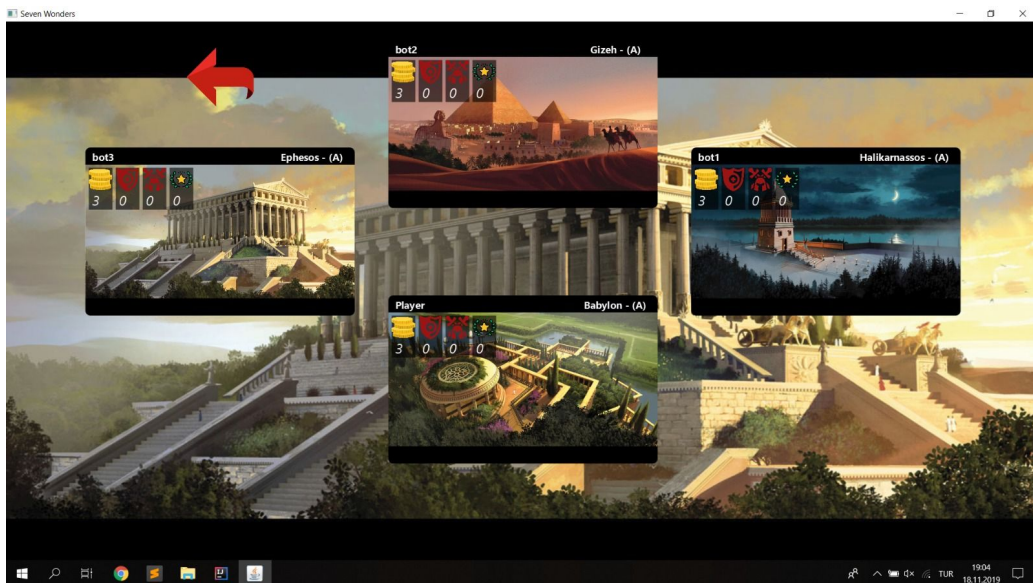 Seven Wonders
bot2 Gizeh - (A)
3 0 0 0
bot3 Ephesos - (A)
3 0 0 0
bot1 Halikarnassos - (A)
3 0 0 0
Player Babylon - (A)
3 0 0 0
IJ
TUR
19:04
18.11.2019